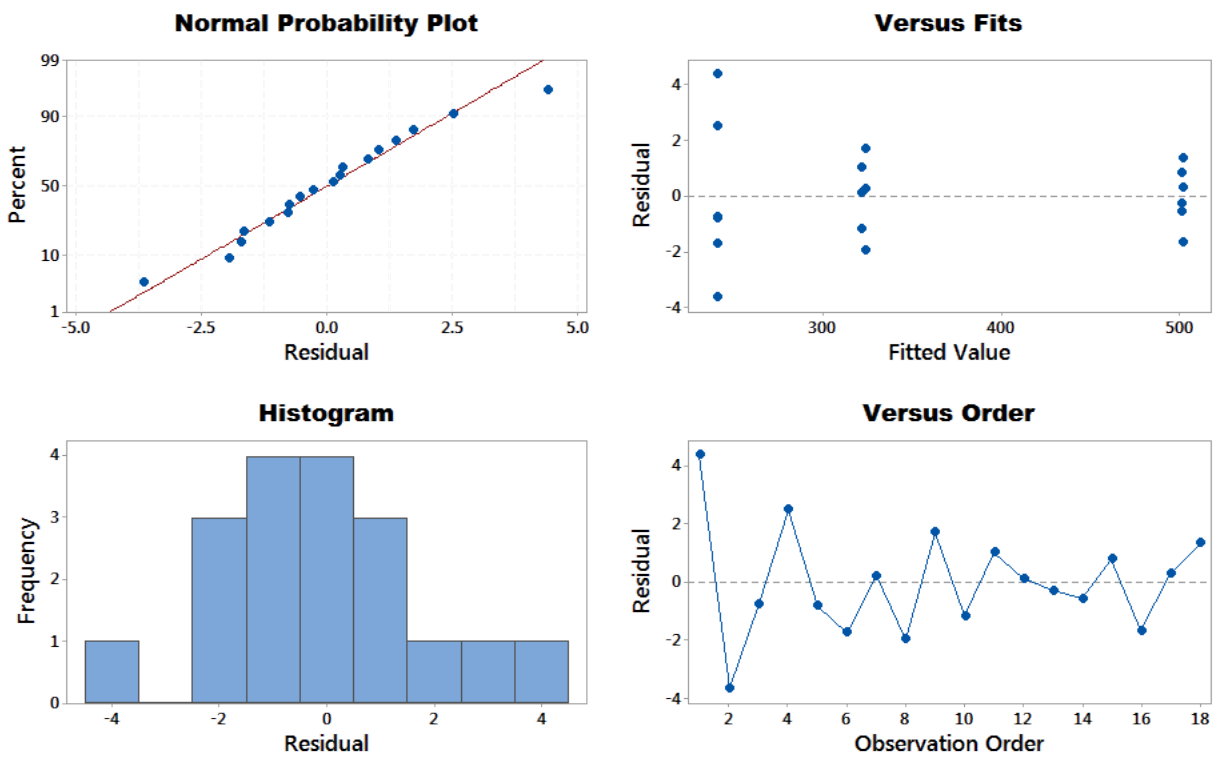 Normal Probability Plot
99
90
50
10
1
Percent
-5.0 -2.5 0.0 2.5 5.0
Residual
Versus Fits
4
2
0
-2
-4
Residual
300 400 500
Fitted Value
Histogram
4
3
2
1
0
Frequency
-4 -2 0 2 4
Residual
Versus Order
4
2
0
-2
-4
Residual
2 4 6 8 10 12 14 16 18
Observation Order